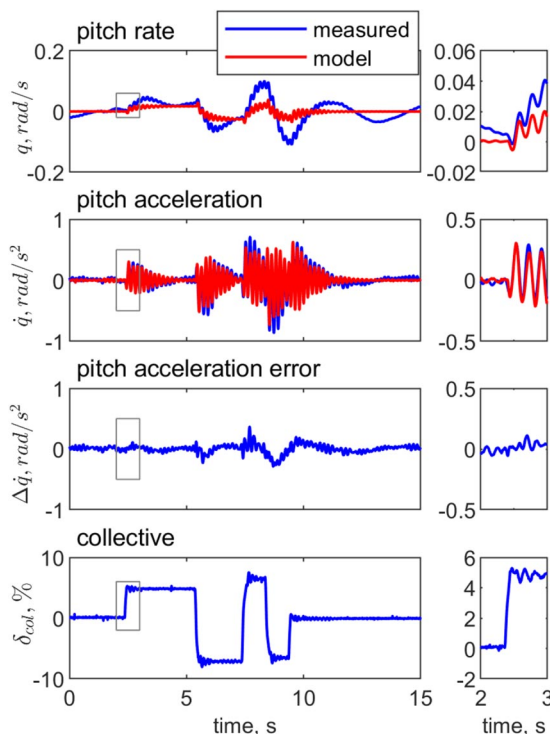 pitch rate
measured
model
q, rad/s
0.2
0
-0.2
0.06
0.04
0.02
0
-0.02
pitch acceleration
q̇, rad/s²
1
0
-1
0.5
0
-0.5
pitch acceleration error
Δq̇, rad/s²
1
0
-1
0.5
0
-0.5
collective
δcol, %
10
0
-10
0 5 10 15
time, s
6
4
2
0
-2
2 3
time, s